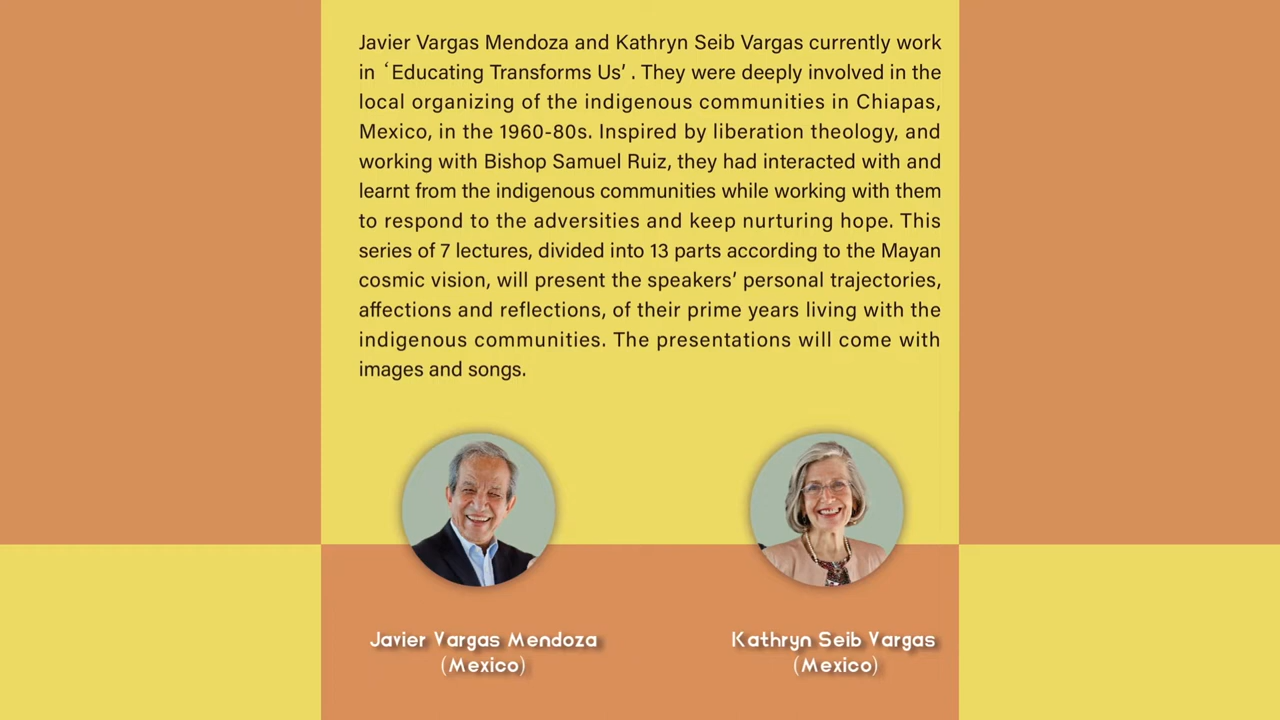 Javier Vargas Mendoza and Kathryn Seib Vargas currently work
in ‘Educating Transforms Us’ . They were deeply involved in the
local organizing of the indigenous communities in Chiapas,
Mexico, in the 1960-80s. Inspired by liberation theology, and
working with Bishop Samuel Ruiz, they had interacted with and
learnt from the indigenous communities while working with them
to respond to the adversities and keep nurturing hope. This
series of 7 lectures, divided into 13 parts according to the Mayan
cosmic vision, will present the speakers’ personal trajectories,
affections and reflections, of their prime years living with the
indigenous communities. The presentations will come with
images and songs.
Javier Vargas Mendoza
(Mexico)
Kathryn Seib Vargas
(Mexico)